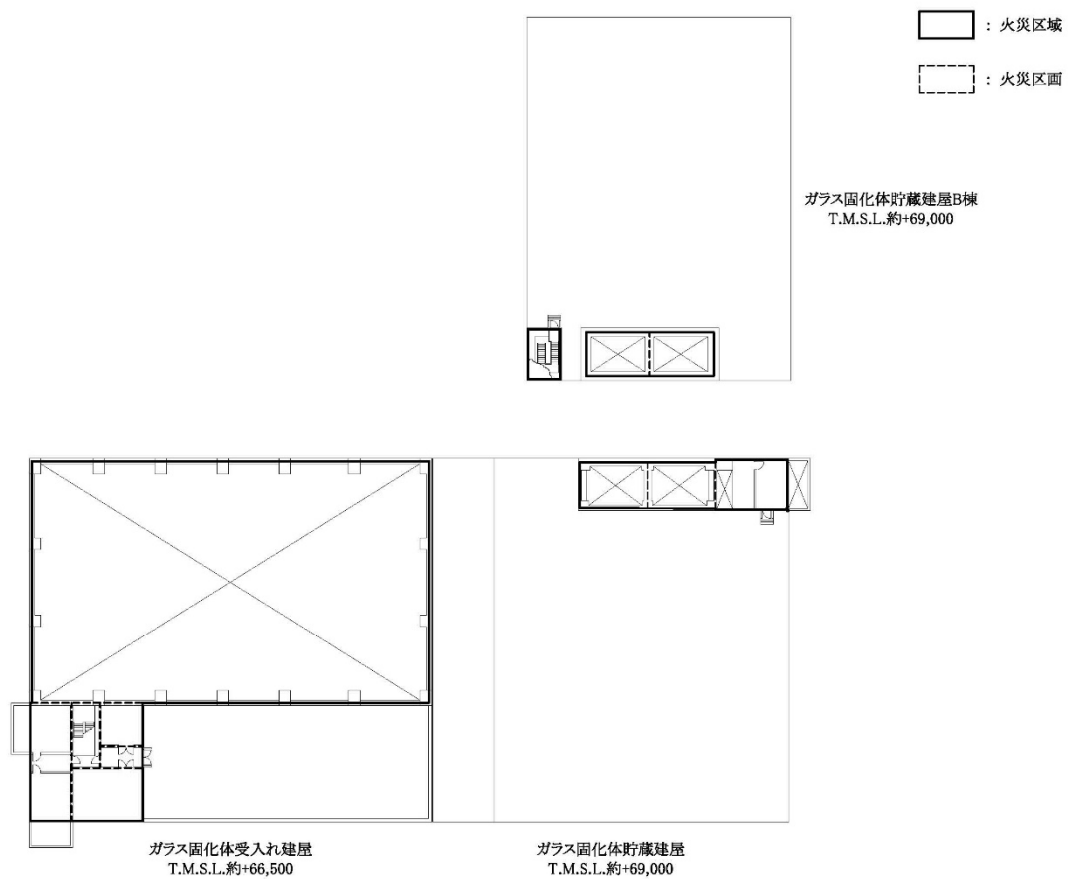 ： 火災区域
： 火災区画
ガラス固化体貯蔵建屋B棟
T.M.S.L.約+69,000
ガラス固化体受入れ建屋
T.M.S.L.約+66,500
ガラス固化体貯蔵建屋
T.M.S.L.約+69,000